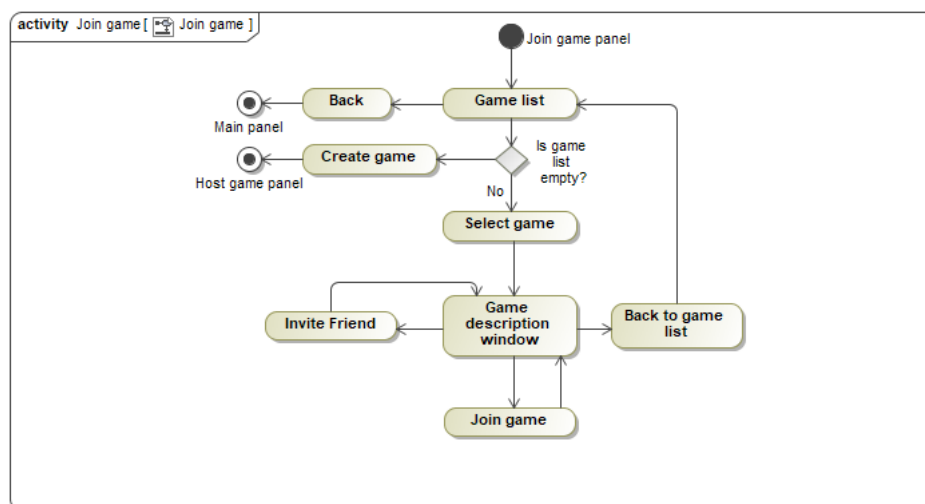 activity Join game [ Join game ]
Join game panel
Back
Game list
Main panel
Create game
Is game
list
empty?
Host game panel
No
Select game
Invite Friend
Game
description
window
Back to game
list
Join game